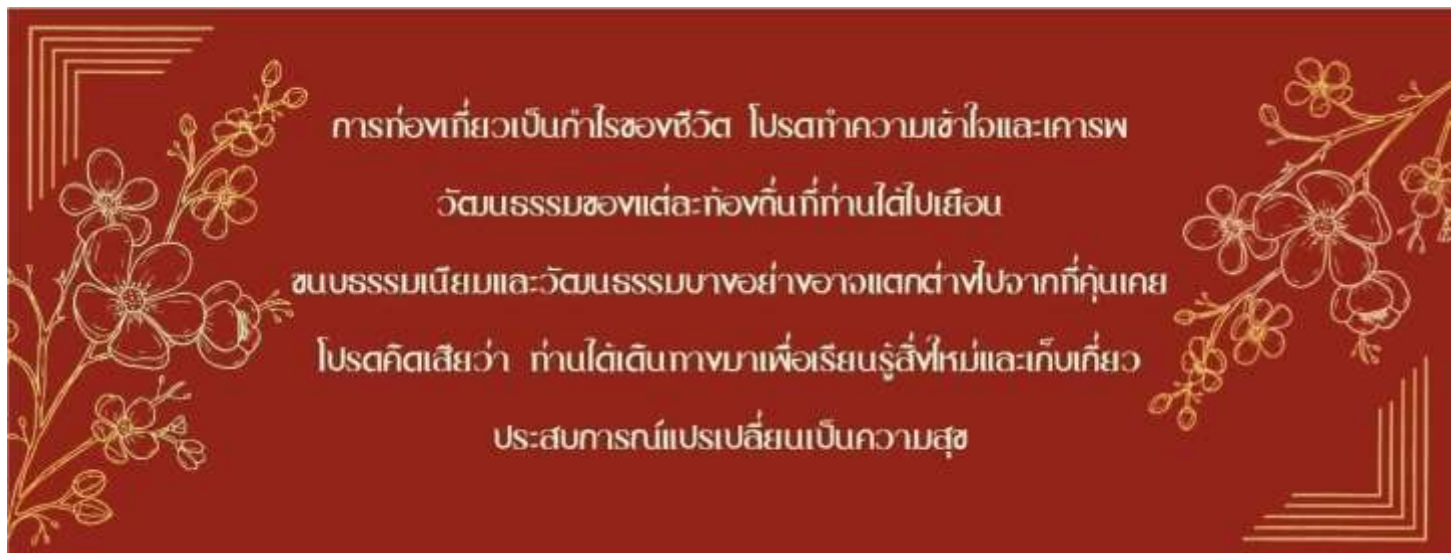 การท่องเที่ยวเป็นกำไรของชีวิต โปรดทำความเข้าใจและเคารพ
วัฒนธรรมของแต่ละท้องถิ่นที่ท่านได้ไปเยือน
ขนบธรรมเนียมและวัฒนธรรมบางอย่างอาจแตกต่างไปจากที่คุ้นเคย
โปรดคิดเสียว่า ท่านได้เดินทางมาเพื่อเรียนรู้สิ่งใหม่และเก็บเกี่ยว
ประสบการณ์แปรเปลี่ยนเป็นความสุข